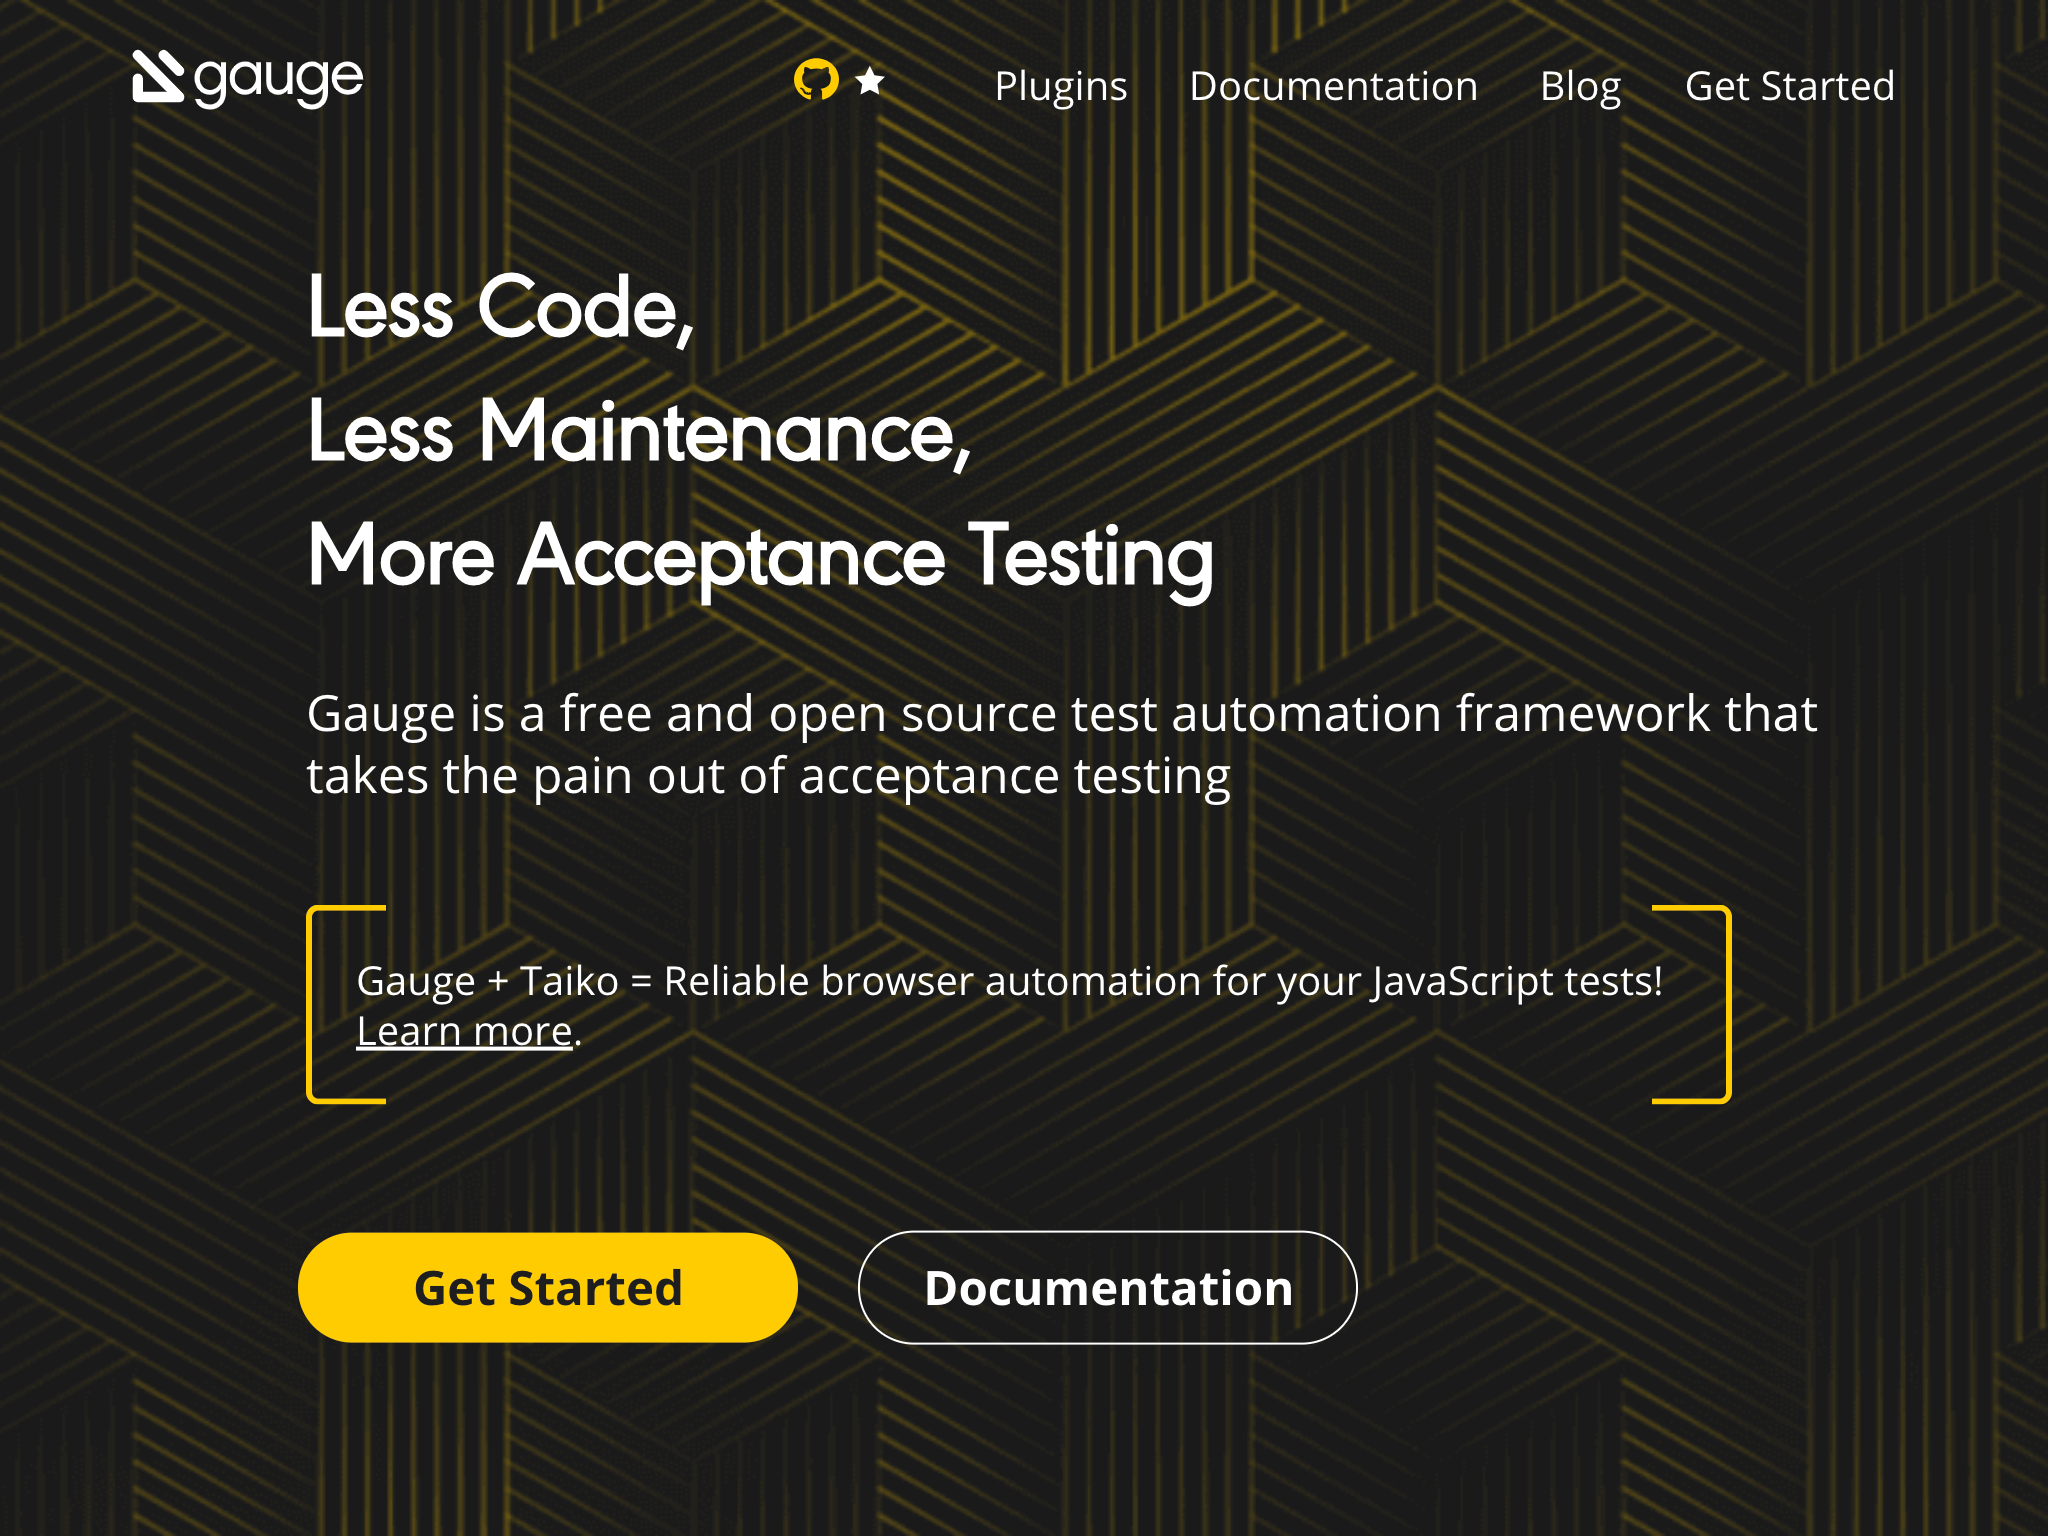 gauge
Plugins Documentation Blog Get Started
Less Code,
Less Maintenance,
More Acceptance Testing
Gauge is a free and open source test automation framework that
takes the pain out of acceptance testing
Gauge + Taiko = Reliable browser automation for your JavaScript tests!
Learn more.
Get Started Documentation